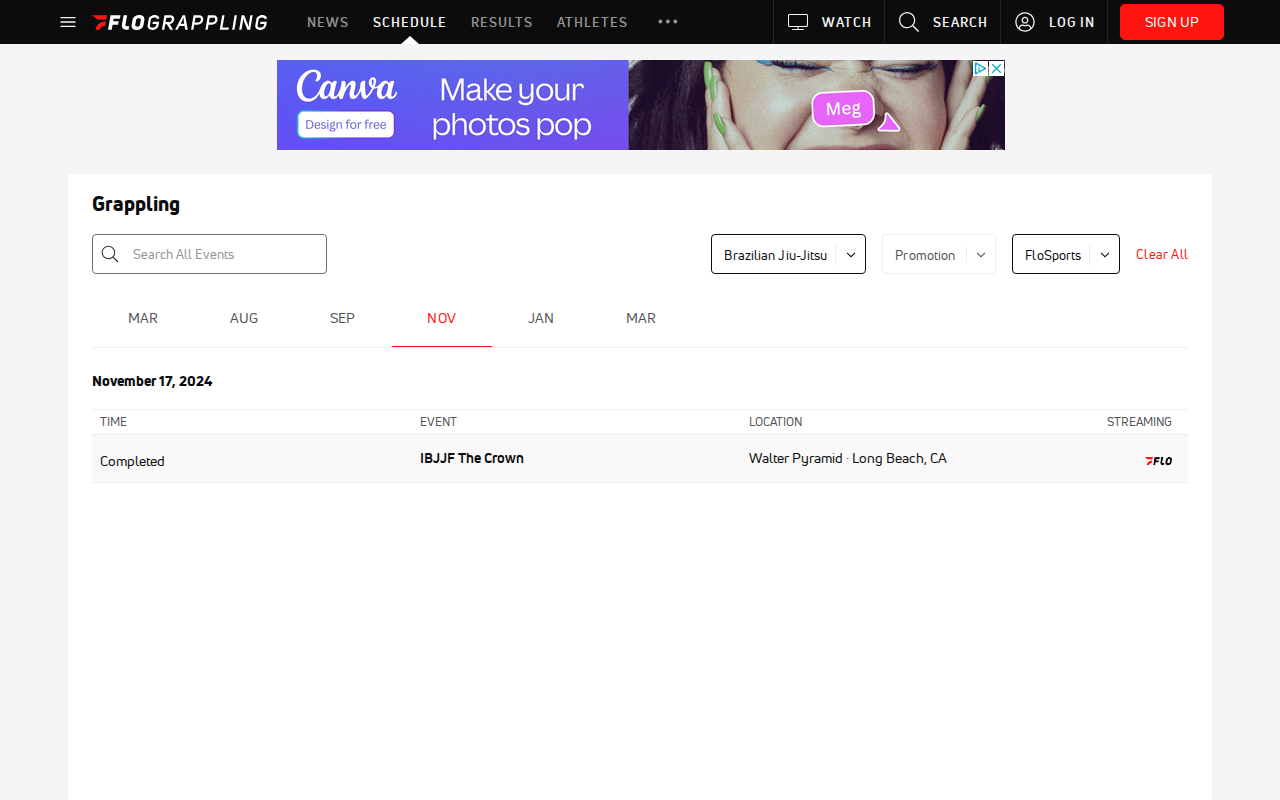 FLOGRAPPLING NEWS SCHEDULE RESULTS ATHLETES WATCH SEARCH LOG IN SIGN UP
Canva
Design for free
Make your
photos pop
Meg
Grappling
Search All Events
Brazilian Jiu-Jitsu
Promotion
FloSports
Clear All
MAR AUG SEP NOV JAN MAR
November 17, 2024
TIME EVENT LOCATION STREAMING
Completed IBJJF The Crown Walter Pyramid · Long Beach, CA FLO